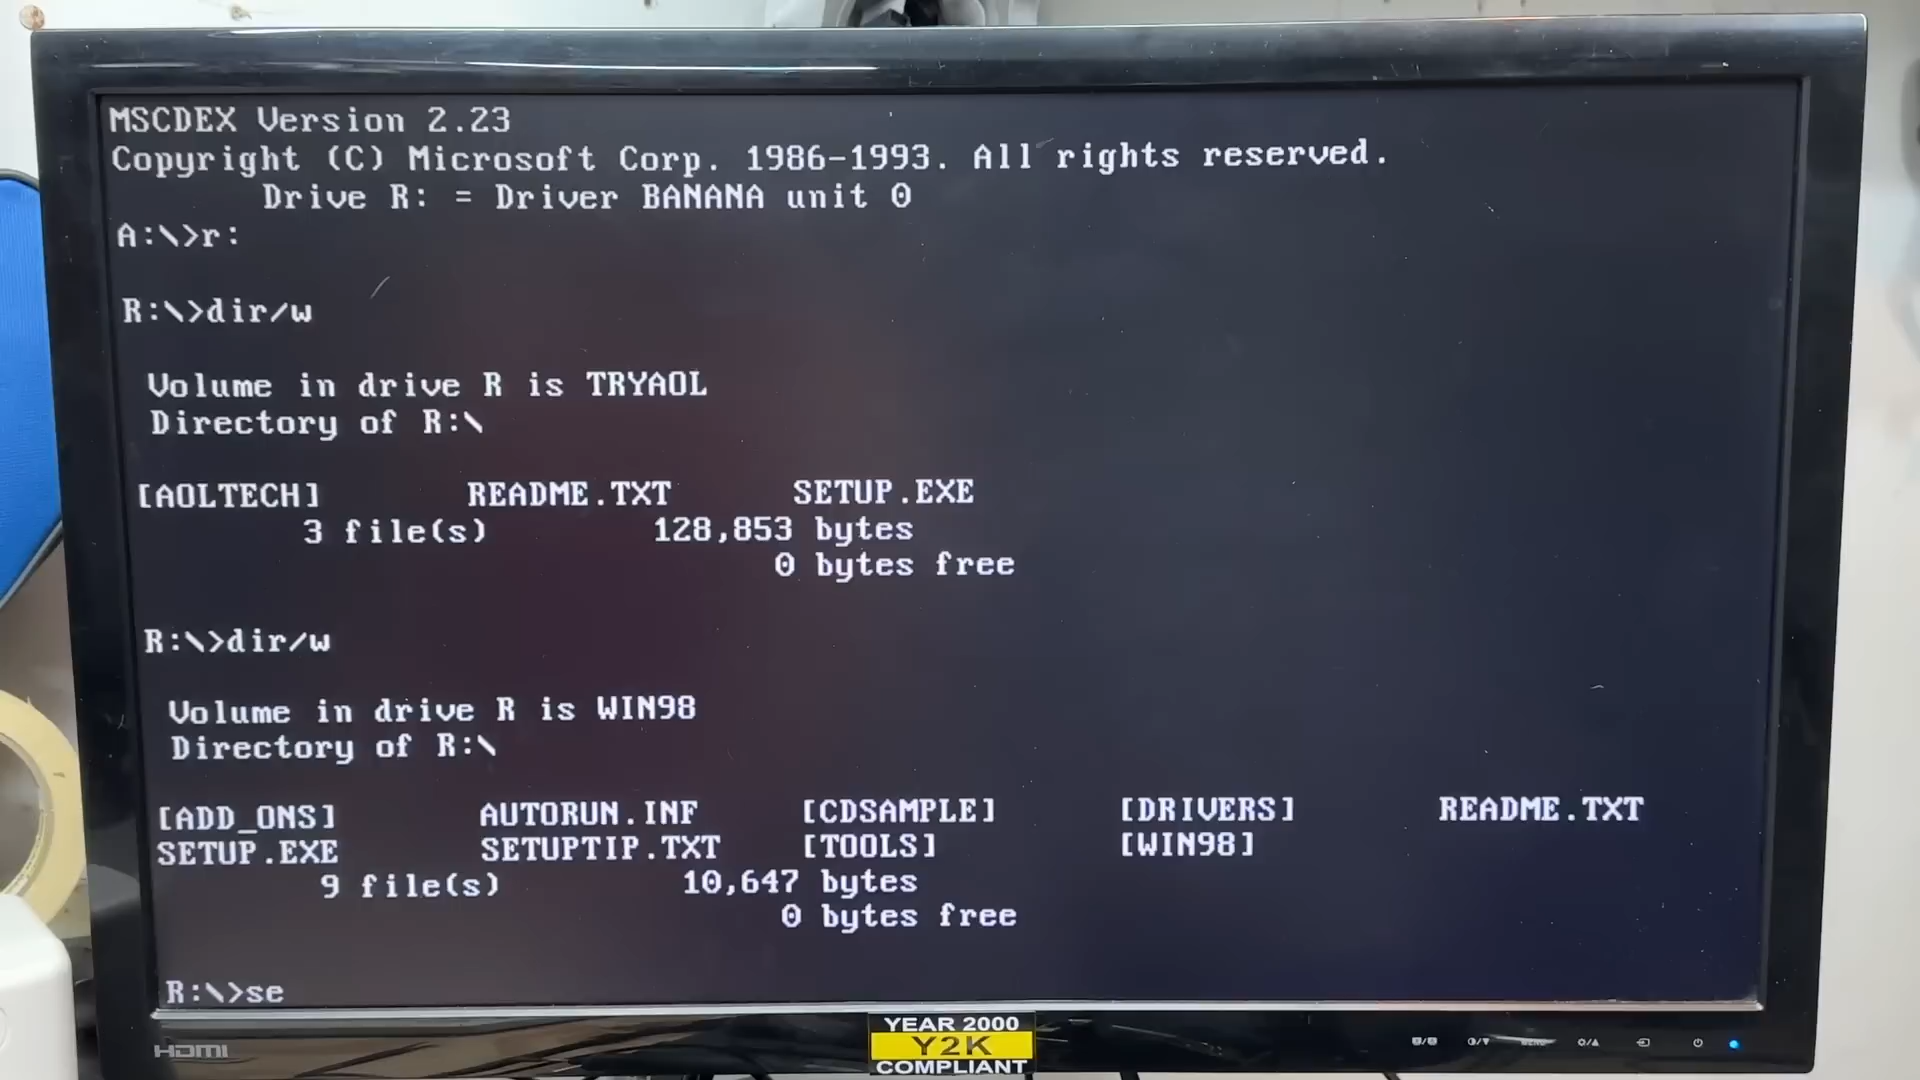 MSCDEX Version 2.23
Copyright (C) Microsoft Corp. 1986-1993. All rights reserved.
Drive R: = Driver BANANA unit 0
A:\>r:
R:\>dir/w
Volume in drive R is TRYAOL
Directory of R:\
[AOLTECH] README.TXT SETUP.EXE
3 file(s) 128,853 bytes
0 bytes free
R:\>dir/w
Volume in drive R is WIN98
Directory of R:\
[ADD_ONS] AUTORUN.INF [CDSAMPLE] [DRIVERS] README.TXT
SETUP.EXE SETUPTIP.TXT [TOOLS] [WIN98]
9 file(s) 10,647 bytes
0 bytes free
R:\>se
HDMI
YEAR 2000
Y2K
COMPLIANT